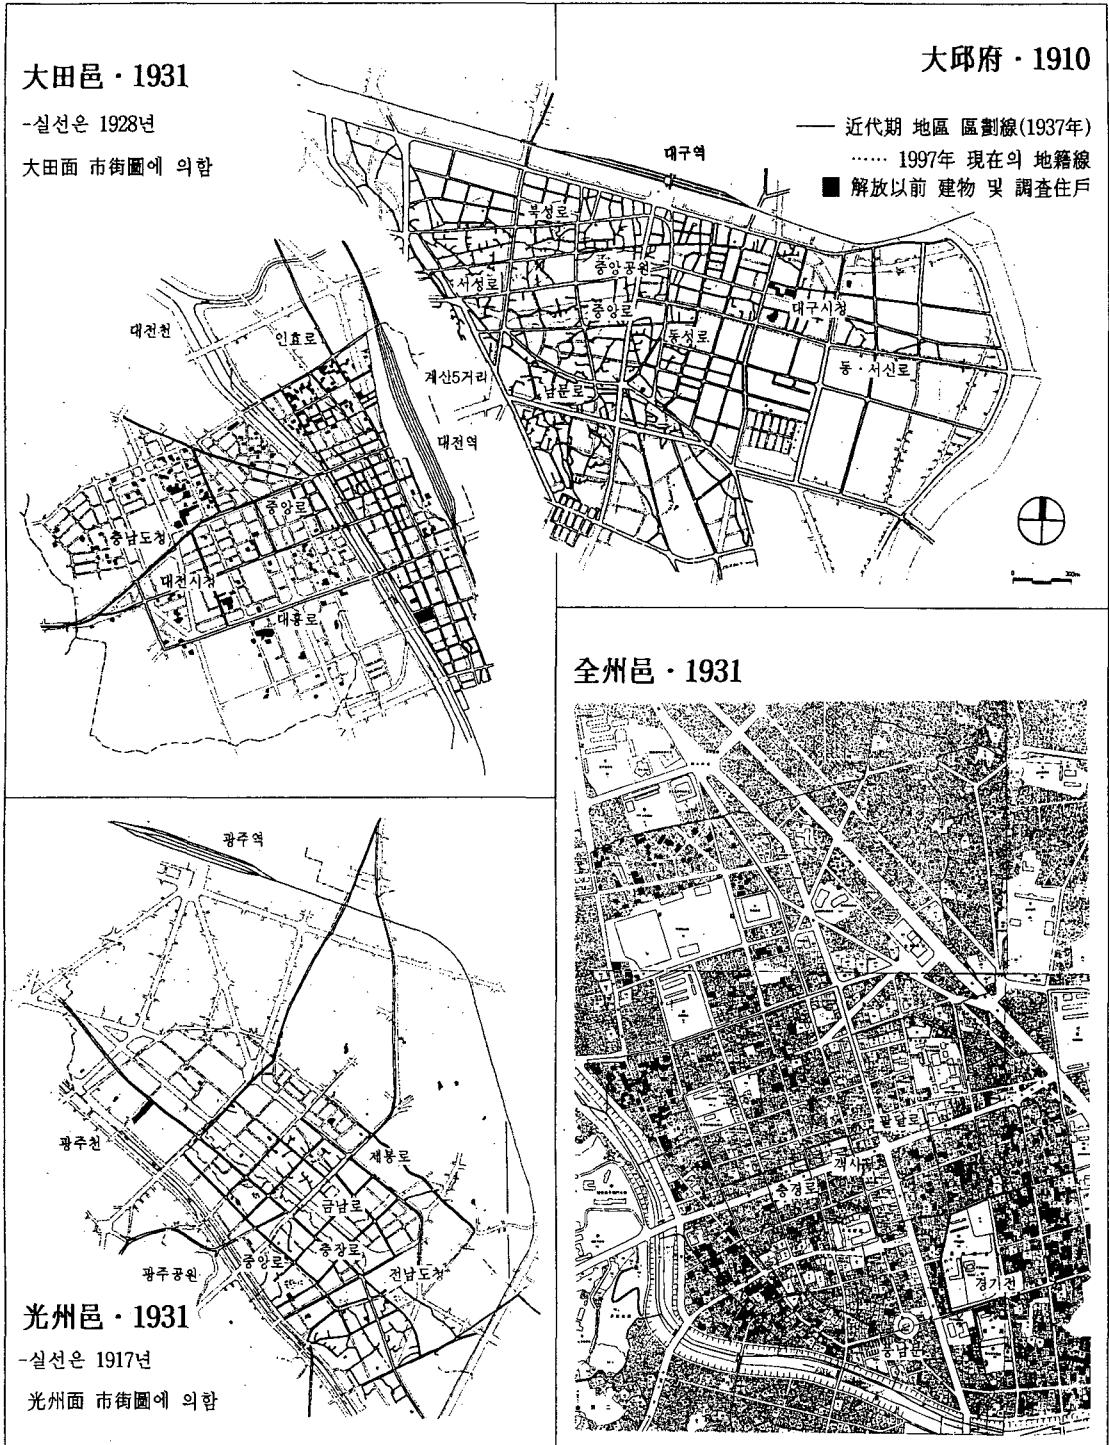 大田邑 · 1931
-실선은 1928년
大田面 市街圖에 의함
대전천
인효로
대전역
중앙로
충남도청
대전시청
대흥로
大邱府 · 1910
── 近代期 地區 區劃線(1937年)
…… 1997年 現在의 地籍線
■ 解放以前 建物 및 調査住戶
대구역
북성로
중앙공원
서성로
중앙로
대구시청
동성로
동·서신로
계산5거리
남문로
0 300m
광주역
광주천
제봉로
금남로
충장로
중앙로
전남도청
광주공원
光州邑 · 1931
-실선은 1917년
光州面 市街圖에 의함
全州邑 · 1931
팔달로
객사
충경로
경기전
풍남문